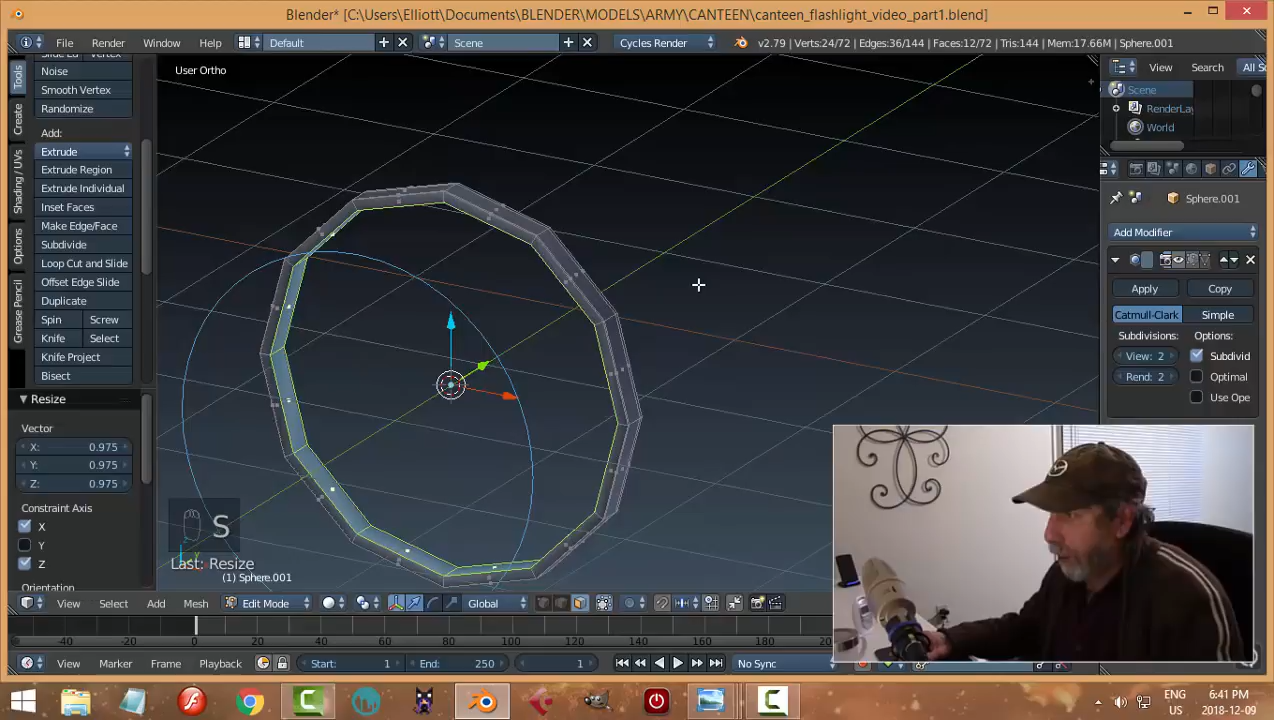 Blender* [C:\Users\Elliott\Documents\BLENDER\MODELS\ARMY\CANTEEN\canteen_flashlight_video_part1.blend]
File Render Window Help Default Scene Cycles Render v2.79 | Verts:24/72 | Edges:36/144 | Faces:12/72 | Tris:144 | Mem:17.66M | Sphere.001
Noise
Smooth Vertex
Randomize
Add:
Extrude
Extrude Region
Extrude Individual
Inset Faces
Make Edge/Face
Subdivide
Loop Cut and Slide
Offset Edge Slide
Duplicate
Spin Screw
Knife Select
Knife Project
Bisect
Tools
Create
Shading / UVs
Options
Grease Pencil
Resize
Vector
X: 0.975
Y: 0.975
Z: 0.975
Constraint Axis
X
Y
Z
Orientation
User Ortho
S
Last: Resize
(1) Sphere.001
View Search All S
Scene
RenderLay
World
Sphere.001
Add Modifier
Apply Copy
Catmull-Clark Simple
Subdivisions: Options:
View: 2 Subdivid
Rend: 2 Optimal
Use Ope
View Select Add Mesh Edit Mode Global
-40 -20 0 20 40 60 80 100 120 140 160 180
View Marker Frame Playback Start: 1 End: 250 1 No Sync
ENG
US
6:41 PM
2018-12-09